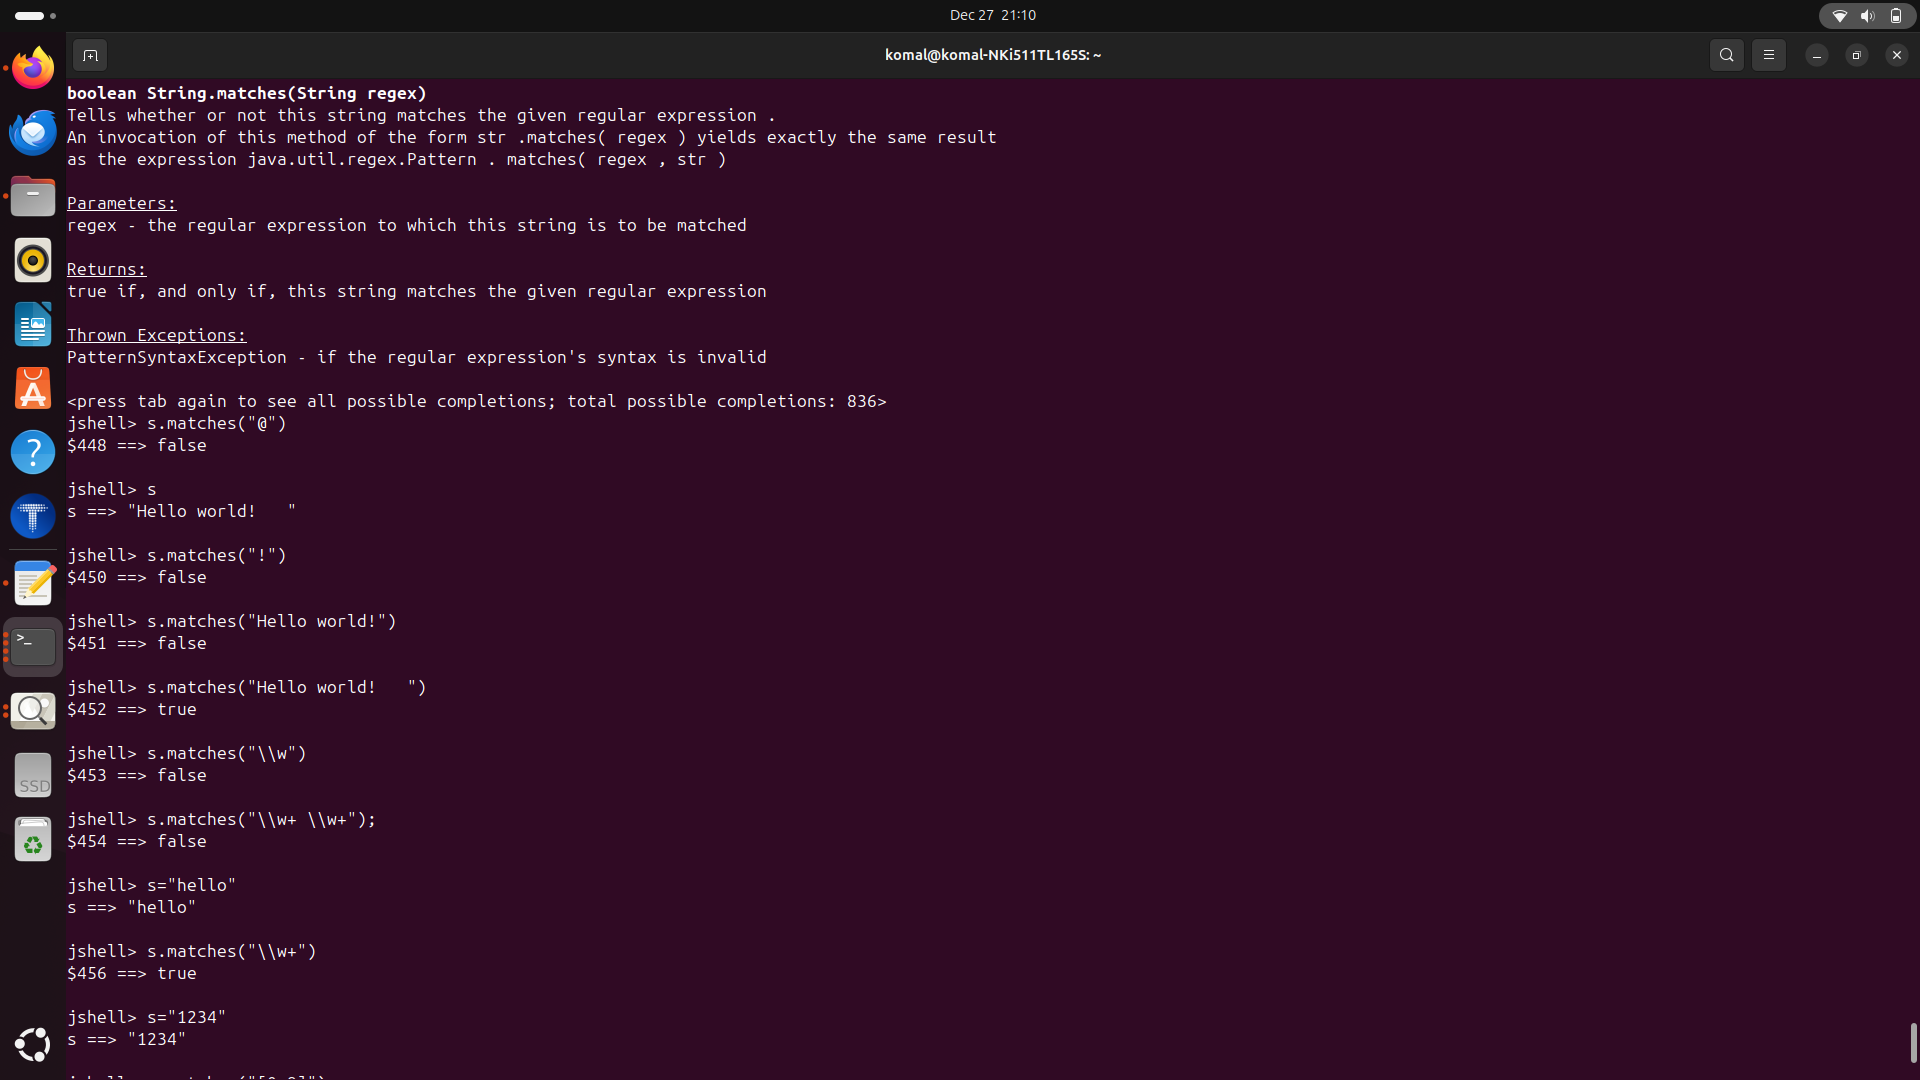 Dec 27 21:10
komal@komal-NKi511TL165S: ~
boolean String.matches(String regex)
Tells whether or not this string matches the given regular expression .
An invocation of this method of the form str .matches( regex ) yields exactly the same result
as the expression java.util.regex.Pattern . matches( regex , str )
Parameters:
regex - the regular expression to which this string is to be matched
Returns:
true if, and only if, this string matches the given regular expression
Thrown Exceptions:
PatternSyntaxException - if the regular expression's syntax is invalid
<press tab again to see all possible completions; total possible completions: 836>
jshell> s.matches("@")
$448 ==> false
jshell> s
s ==> "Hello world!   "
jshell> s.matches("!")
$450 ==> false
jshell> s.matches("Hello world!")
$451 ==> false
jshell> s.matches("Hello world!   ")
$452 ==> true
jshell> s.matches("\\w")
$453 ==> false
jshell> s.matches("\\w+ \\w+");
$454 ==> false
jshell> s="hello"
s ==> "hello"
jshell> s.matches("\\w+")
$456 ==> true
jshell> s="1234"
s ==> "1234"
SSD